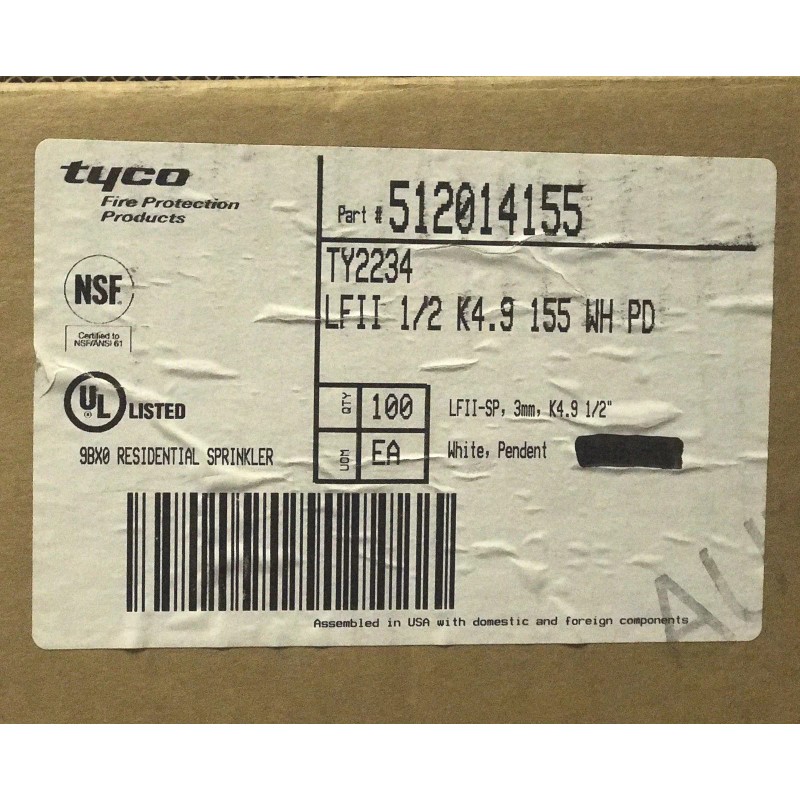 tyco
Fire Protection
Products
Part # 512014155
TY2234
LFII 1/2 K4.9 155 WH PD
NSF
Certified to
NSF/ANSI 61
UL LISTED
9BX0 RESIDENTIAL SPRINKLER
QTY 100
UOM EA
LFII-SP, 3mm, K4.9 1/2"
White, Pendent
Assembled in USA with domestic and foreign components